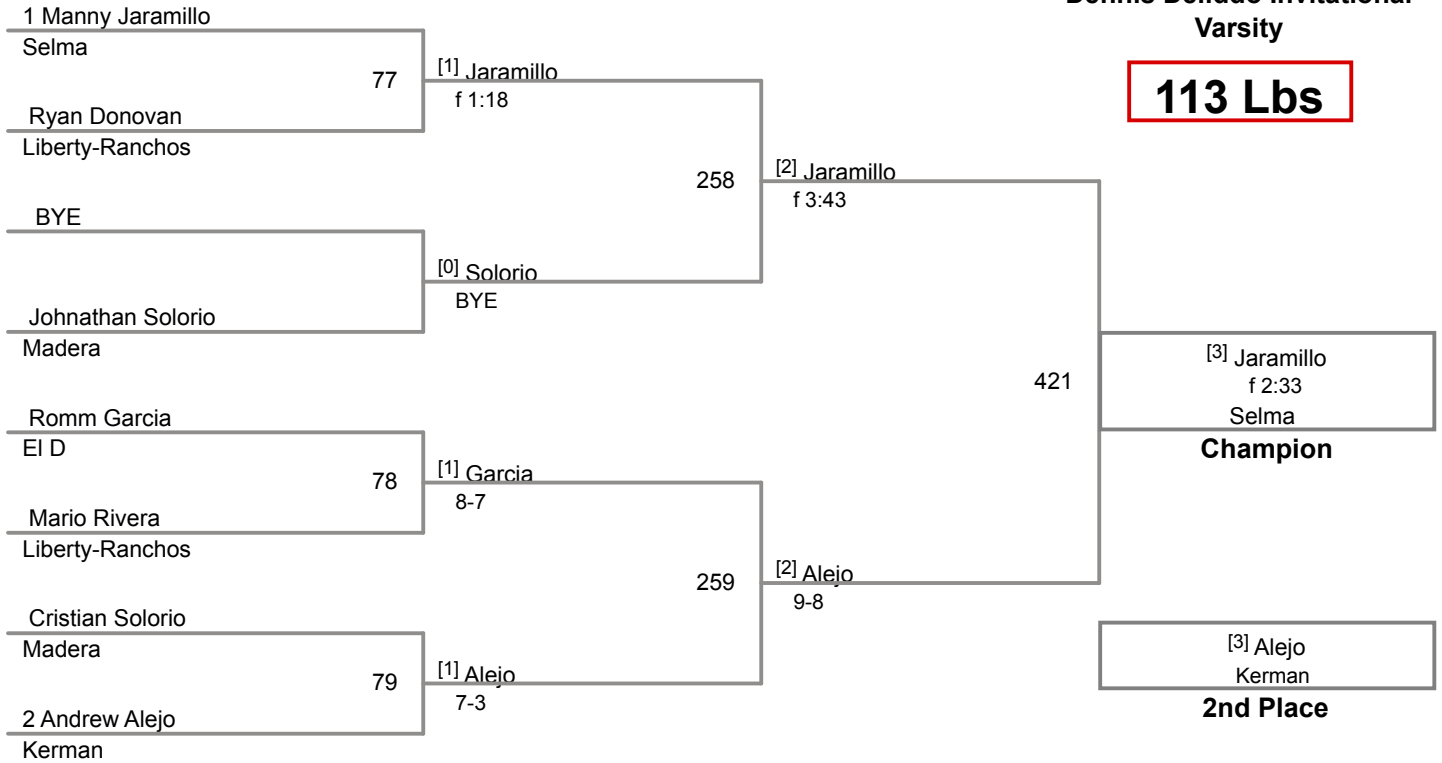 Varsity
113 Lbs
1 Manny Jaramillo
Selma
77
Ryan Donovan
Liberty-Ranchos
BYE
Johnathan Solorio
Madera
Romm Garcia
El D
78
Mario Rivera
Liberty-Ranchos
Cristian Solorio
Madera
79
2 Andrew Alejo
Kerman
[1] Jaramillo
f 1:18
258
[0] Solorio
BYE
[1] Garcia
8-7
259
[1] Alejo
7-3
[2] Jaramillo
f 3:43
421
[2] Alejo
9-8
[3] Jaramillo
f 2:33
Selma
Champion
[3] Alejo
Kerman
2nd Place